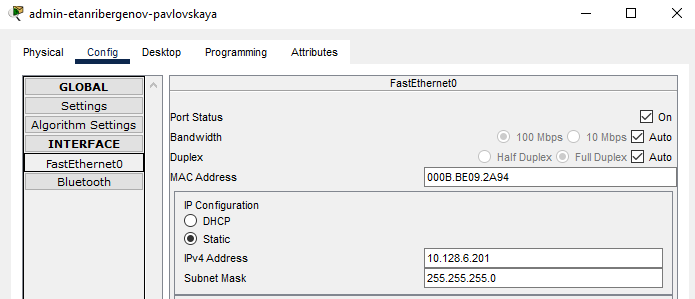 admin-etanribergenov-pavlovskaya
Physical Config Desktop Programming Attributes
GLOBAL
Settings
Algorithm Settings
INTERFACE
FastEthernet0
Bluetooth
FastEthernet0
Port Status On
Bandwidth 100 Mbps 10 Mbps Auto
Duplex Half Duplex Full Duplex Auto
MAC Address 000B.BE09.2A94
IP Configuration
DHCP
Static
IPv4 Address 10.128.6.201
Subnet Mask 255.255.255.0